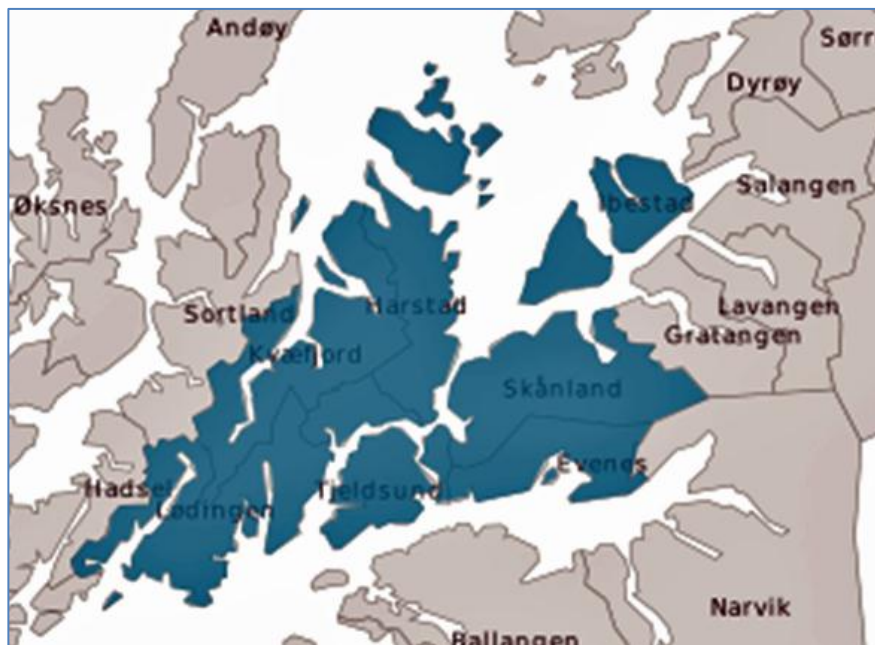 Andøy
Sørr
Dyrøy
Øksnes
Salangen
Ibestad
Sortland
Harstad
Lavangen
Gratangen
Kvæfjord
Skånland
Evenes
Hadsel
Tjeldsund
Lødingen
Narvik
Ballangen